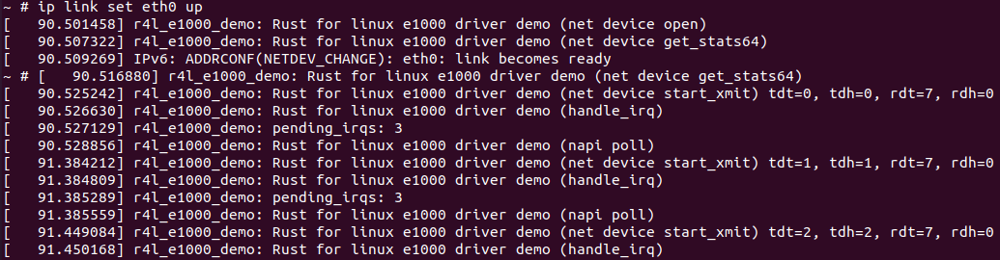 ~ # ip link set eth0 up
[   90.501458] r4l_e1000_demo: Rust for linux e1000 driver demo (net device open)
[   90.507322] r4l_e1000_demo: Rust for linux e1000 driver demo (net device get_stats64)
[   90.509269] IPv6: ADDRCONF(NETDEV_CHANGE): eth0: link becomes ready
~ # [   90.516880] r4l_e1000_demo: Rust for linux e1000 driver demo (net device get_stats64)
[   90.525242] r4l_e1000_demo: Rust for linux e1000 driver demo (net device start_xmit) tdt=0, tdh=0, rdt=7, rdh=0
[   90.526630] r4l_e1000_demo: Rust for linux e1000 driver demo (handle_irq)
[   90.527129] r4l_e1000_demo: pending_irqs: 3
[   90.528856] r4l_e1000_demo: Rust for linux e1000 driver demo (napi poll)
[   91.384212] r4l_e1000_demo: Rust for linux e1000 driver demo (net device start_xmit) tdt=1, tdh=1, rdt=7, rdh=0
[   91.384809] r4l_e1000_demo: Rust for linux e1000 driver demo (handle_irq)
[   91.385289] r4l_e1000_demo: pending_irqs: 3
[   91.385559] r4l_e1000_demo: Rust for linux e1000 driver demo (napi poll)
[   91.449084] r4l_e1000_demo: Rust for linux e1000 driver demo (net device start_xmit) tdt=2, tdh=2, rdt=7, rdh=0
[   91.450168] r4l_e1000_demo: Rust for linux e1000 driver demo (handle_irq)